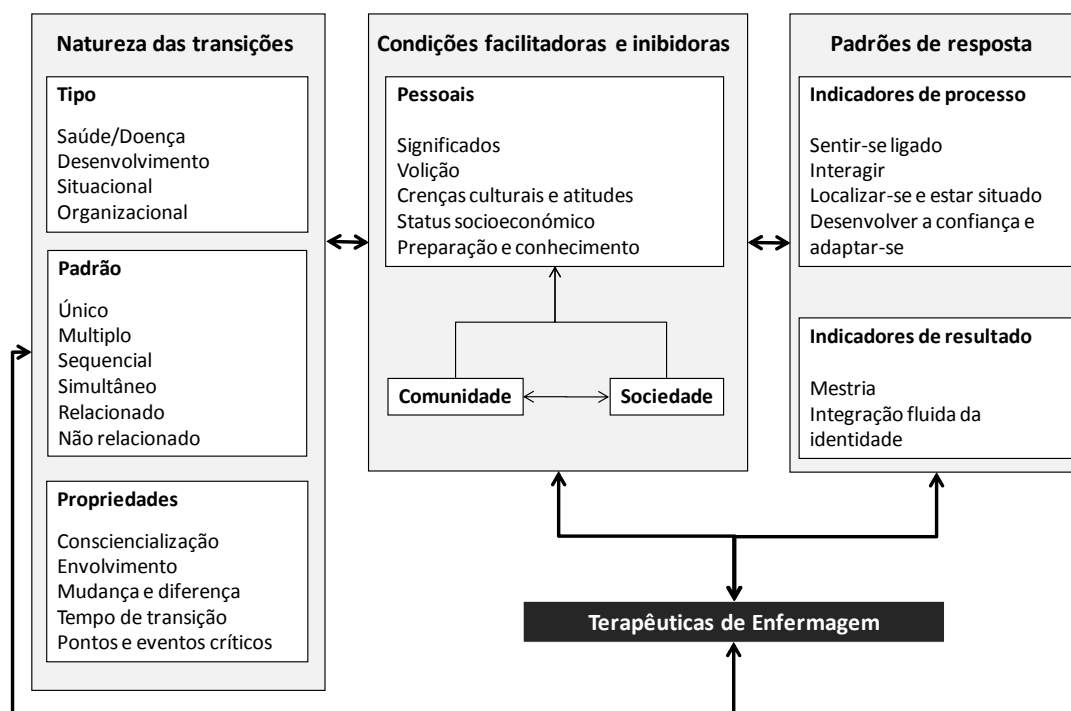 Natureza das transições
Tipo
Saúde/Doença
Desenvolvimento
Situacional
Organizacional
Padrão
Único
Multiplo
Sequencial
Simultâneo
Relacionado
Não relacionado
Propriedades
Consciencialização
Envolvimento
Mudança e diferença
Tempo de transição
Pontos e eventos críticos
Condições facilitadoras e inibidoras
Pessoais
Significados
Volição
Crenças culturais e atitudes
Status socioeconómico
Preparação e conhecimento
Comunidade
Sociedade
Padrões de resposta
Indicadores de processo
Sentir-se ligado
Interagir
Localizar-se e estar situado
Desenvolver a confiança e
adaptar-se
Indicadores de resultado
Mestria
Integração fluida da
identidade
Terapêuticas de Enfermagem